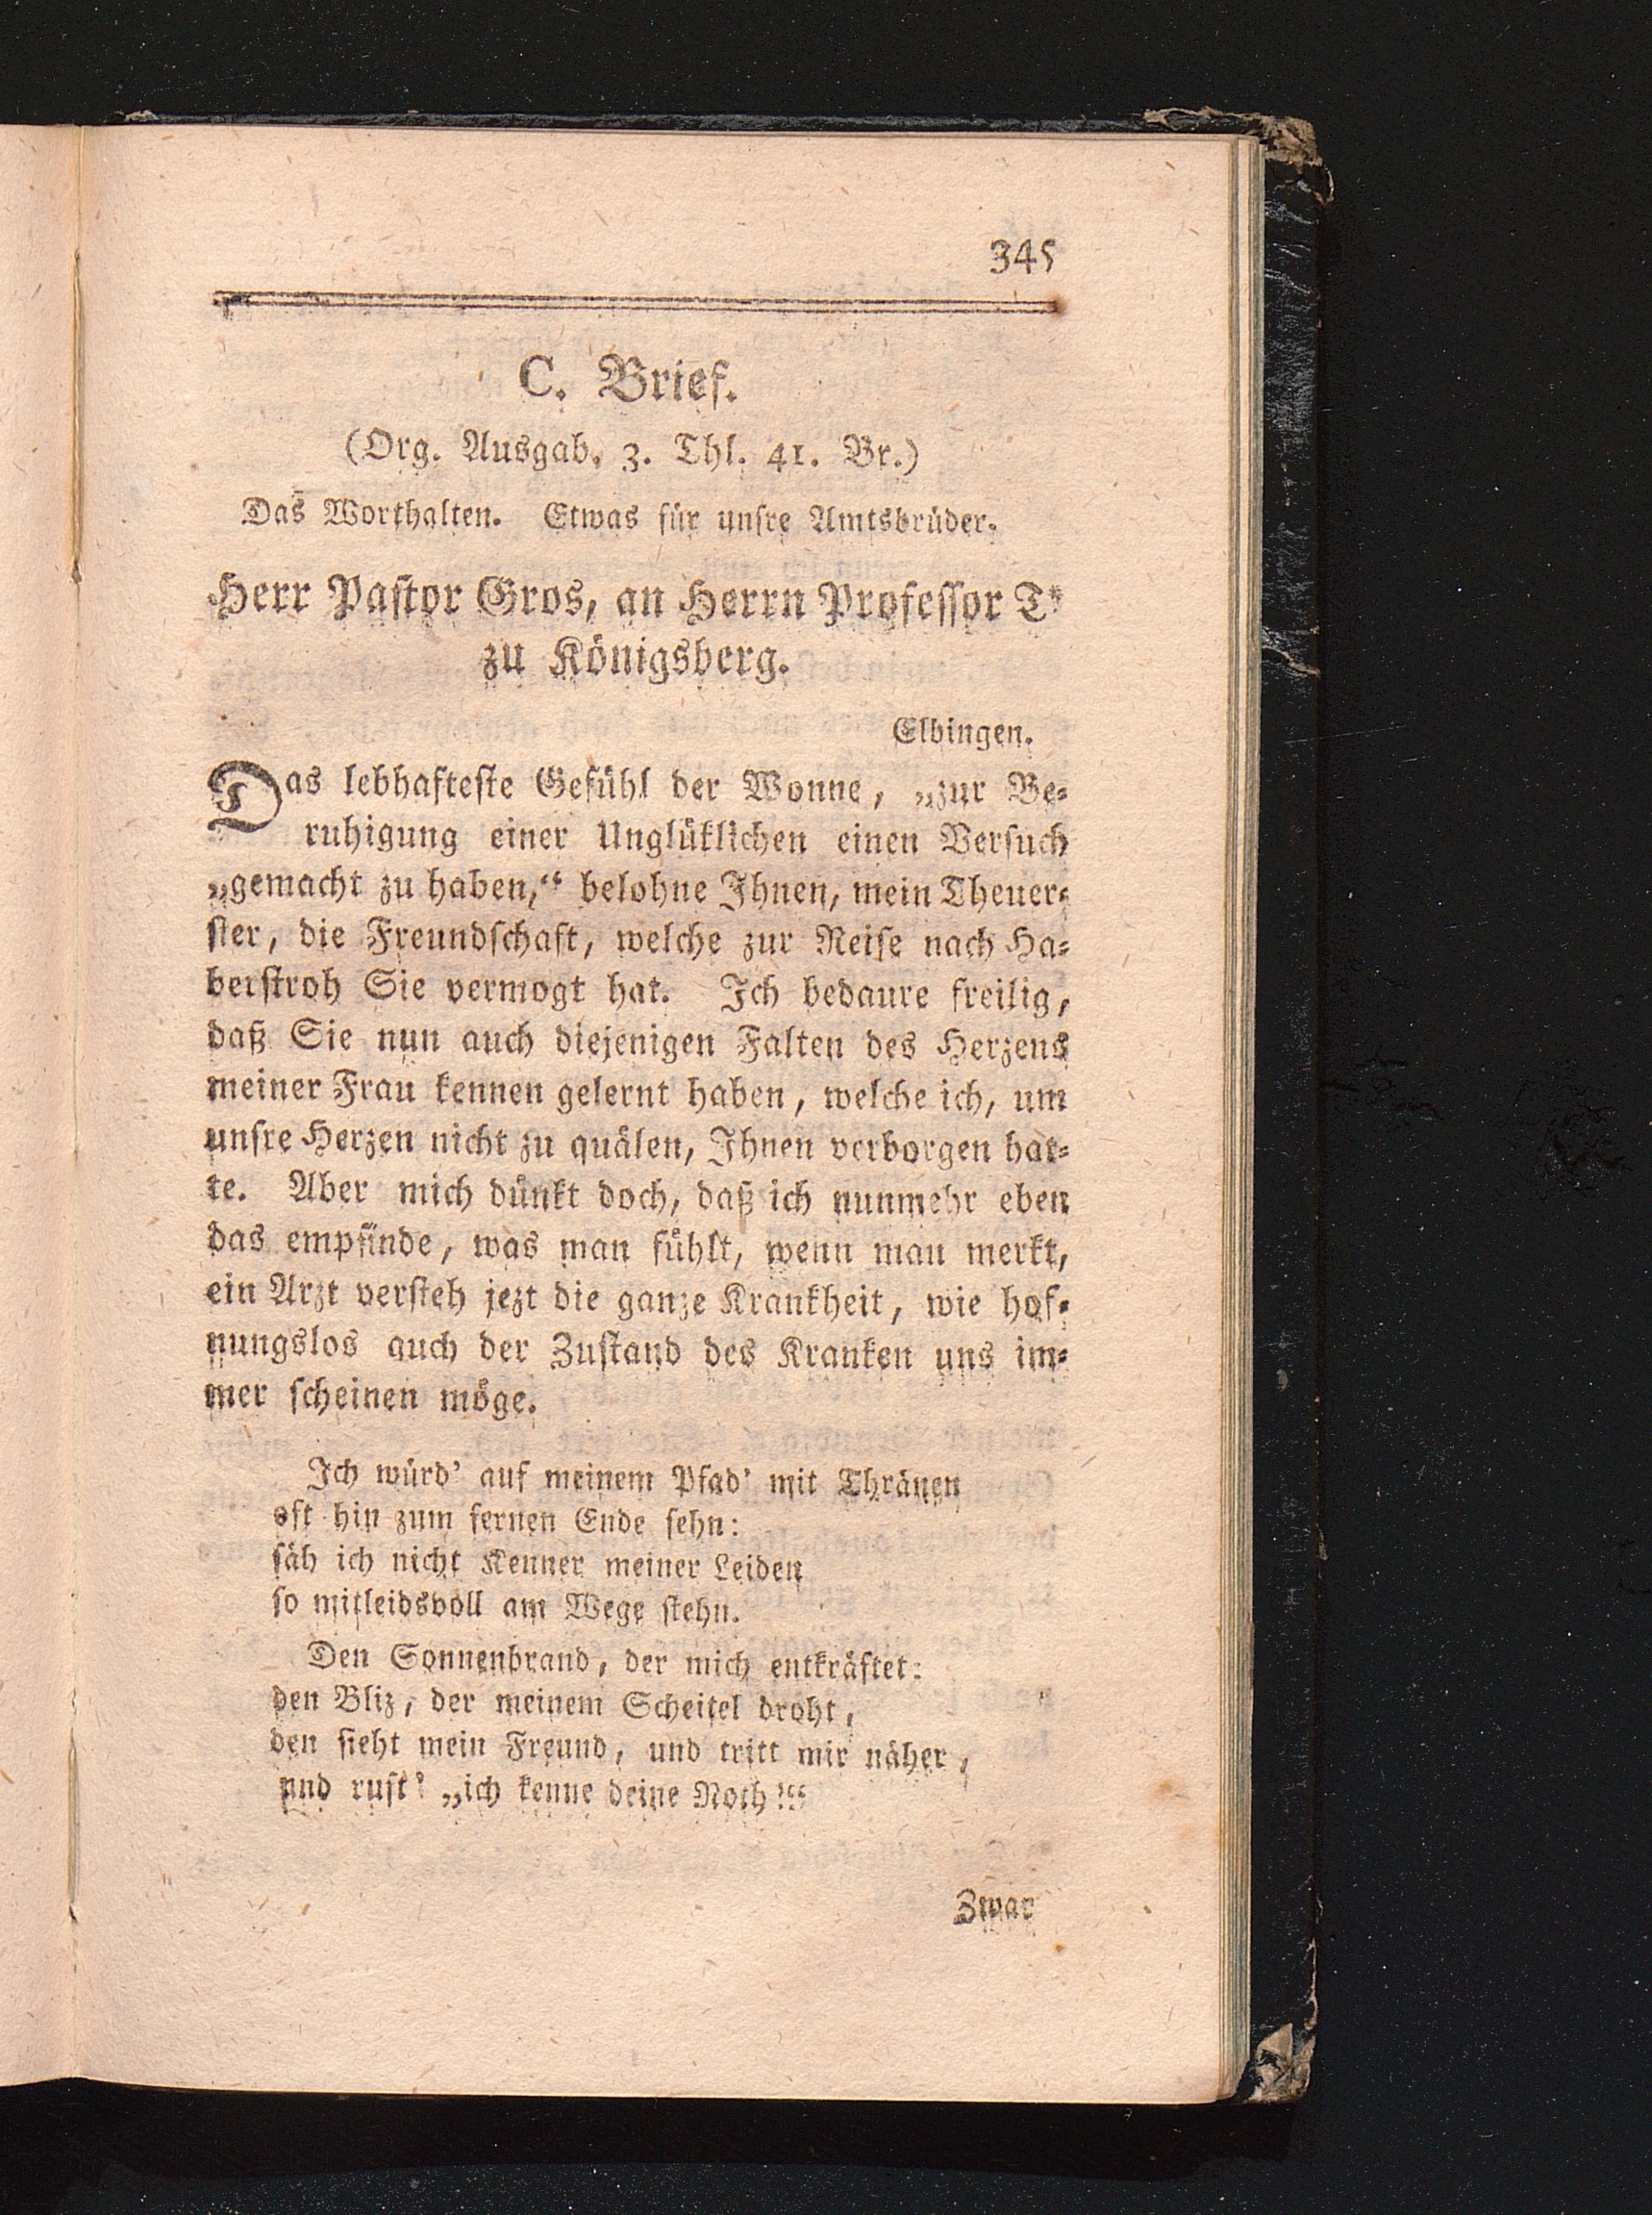 345
C. Brief.
(Org. Ausgab. 3. Thl. 41. Br.)
Das Worthalten. Etwas für unsre Amtsbrüder.
Herr Pastor Gros, an Herrn Professor T*
zu Königsberg.
Elbingen.
Das lebhafteste Gefühl der Wonne, „zur Be-
ruhigung einer Unglüklichen einen Versuch
„gemacht zu haben,“ belohne Ihnen, mein Theuer-
ster, die Freundschaft, welche zur Reise nach Ha-
berstroh Sie vermogt hat. Ich bedaure freilig,
daß Sie nun auch diejenigen Falten des Herzens
meiner Frau kennen gelernt haben, welche ich, um
unsre Herzen nicht zu quälen, Ihnen verborgen hat-
te. Aber mich dünkt doch, daß ich nunmehr eben
das empfinde, was man fühlt, wenn man merkt,
ein Arzt versteh jezt die ganze Krankheit, wie hof-
nungslos auch der Zustand des Kranken uns im-
mer scheinen möge.
Ich würd' auf meinem Pfad' mit Thränen
oft hin zum fernen Ende sehn:
säh ich nicht Kenner meiner Leiden
so mitleidsvoll am Wege stehn.
Den Sonnenbrand, der mich entkräftet:
den Bliz, der meinem Scheitel droht,
den sieht mein Freund, und tritt mir näher,
und ruft: „ich kenne deine Noth!“
Zwar